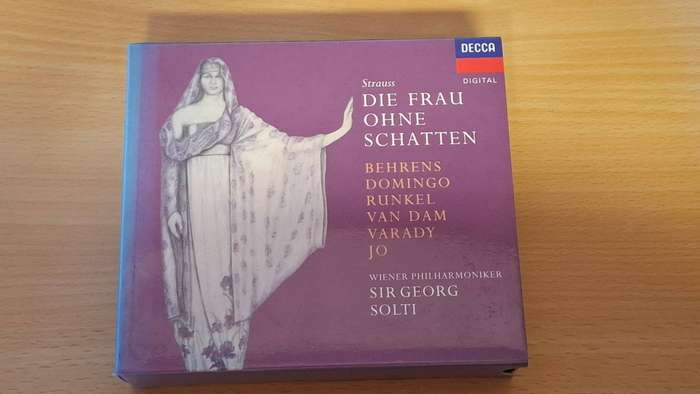 DECCA
DIGITAL
Strauss
DIE FRAU
OHNE
SCHATTEN
BEHRENS
DOMINGO
RUNKEL
VAN DAM
VARADY
JO
WIENER PHILHARMONIKER
SIR GEORG
SOLTI